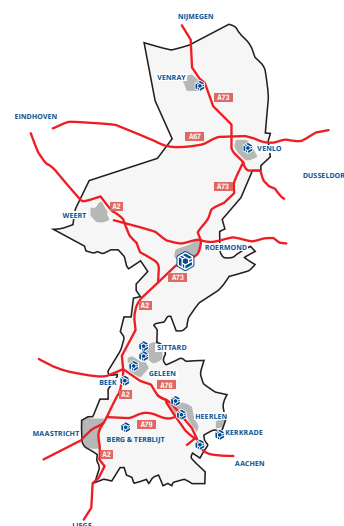 NIJMEGEN
VENRAY
A73
EINDHOVEN
A67
VENLO
DUSSELDOR
A73
A2
WEERT
ROERMOND
A73
A2
SITTARD
GELEEN
BEEK
A76
A2
HEERLEN
A79
MAASTRICHT
KERKRADE
BERG & TERBLIJT
A2
AACHEN
LIEGE